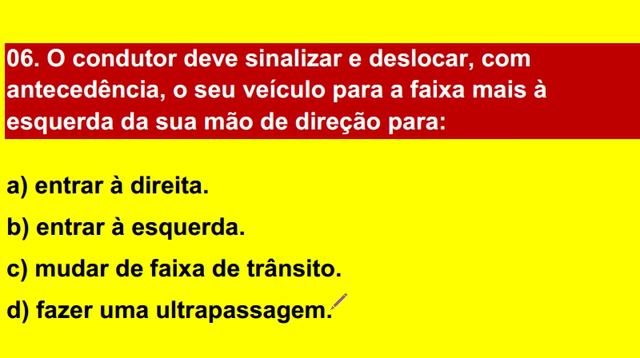 06. O condutor deve sinalizar e deslocar, com
antecedência, o seu veículo para a faixa mais à
esquerda da sua mão de direção para:
a) entrar à direita.
b) entrar à esquerda.
c) mudar de faixa de trânsito.
d) fazer uma ultrapassagem.